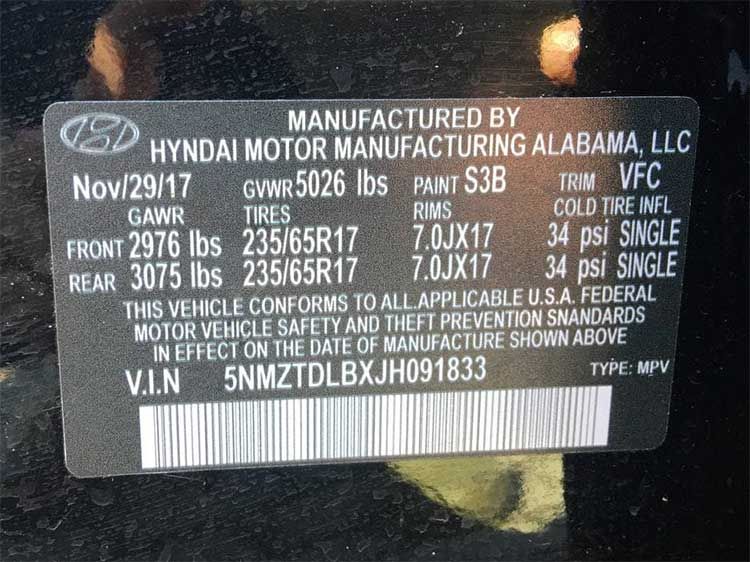 MANUFACTURED BY
HYNDAI MOTOR MANUFACTURING ALABAMA, LLC
Nov/29/17 GVWR 5026 lbs PAINT S3B TRIM VFC
GAWR TIRES RIMS COLD TIRE INFL
FRONT 2976 lbs 235/65R17 7.0JX17 34 psi SINGLE
REAR 3075 lbs 235/65R17 7.0JX17 34 psi SINGLE
THIS VEHICLE CONFORMS TO ALL.APPLICABLE U.S.A. FEDERAL
MOTOR VEHICLE SAFETY AND THEFT PREVENTION SNANDARDS
IN EFFECT ON THE DATE OF MANUFACTURE SHOWN ABOVE
V.I.N 5NMZTDLBXJH091833 TYPE: MPV